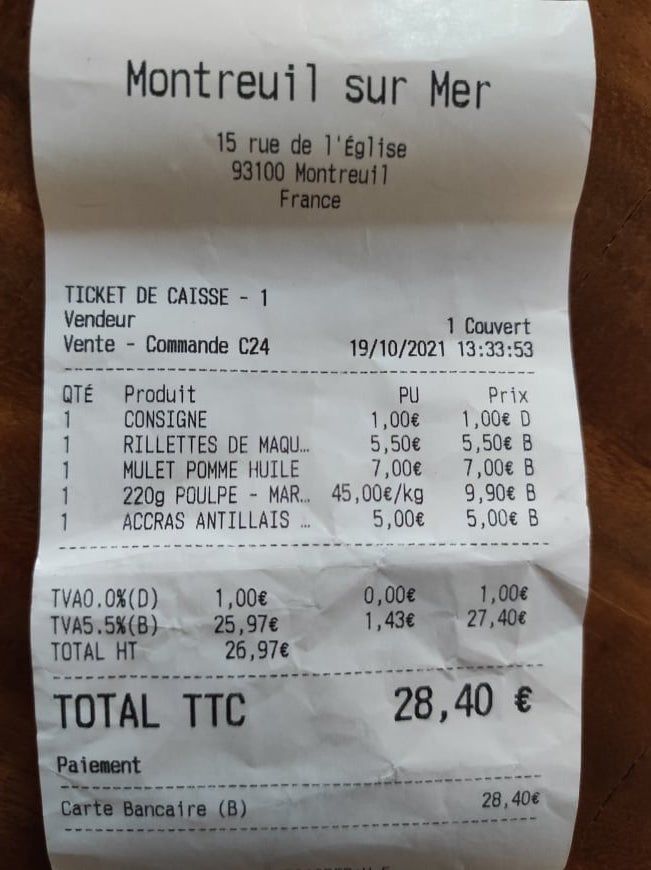 Montreuil sur Mer
15 rue de l'Église
93100 Montreuil
France
TICKET DE CAISSE - 1
Vendeur 1 Couvert
Vente - Commande C24 19/10/2021 13:33:53
QTÉ Produit PU Prix
1 CONSIGNE 1,00€ 1,00€ D
1 RILLETTES DE MAQU… 5,50€ 5,50€ B
1 MULET POMME HUILE 7,00€ 7,00€ B
1 220g POULPE - MAR… 45,00€/kg 9,90€ B
1 ACCRAS ANTILLAIS … 5,00€ 5,00€ B
TVA0.0%(D) 1,00€ 0,00€ 1,00€
TVA5.5%(B) 25,97€ 1,43€ 27,40€
TOTAL HT 26,97€
TOTAL TTC 28,40 €
Paiement
Carte Bancaire (B) 28,40€